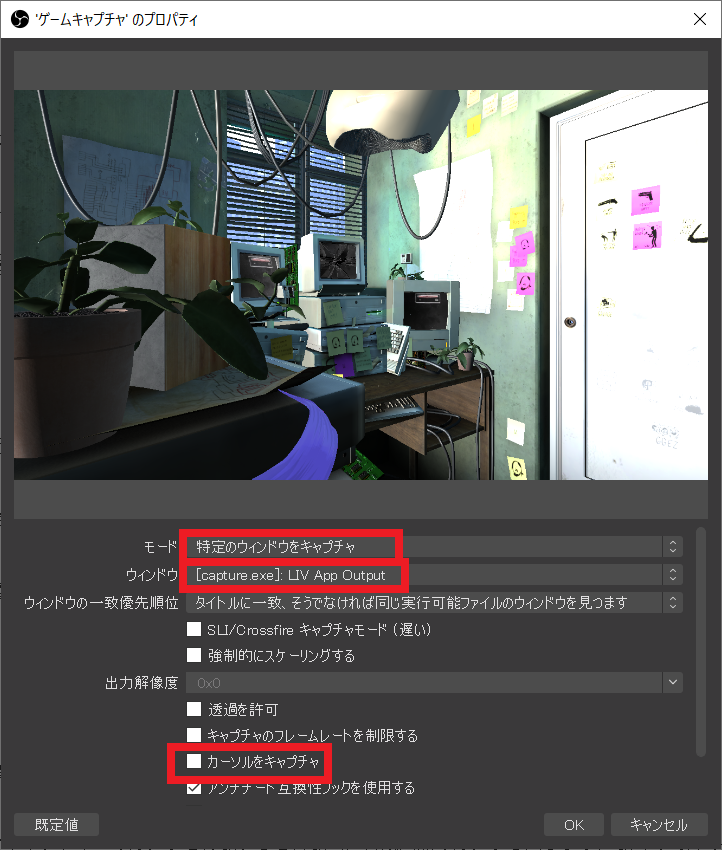 'ゲームキャプチャ' のプロパティ
モード 特定のウィンドウをキャプチャ
ウィンドウ [capture.exe]: LIV App Output
ウィンドウの一致優先順位 タイトルに一致、そうでなければ同じ実行可能ファイルのウィンドウを見つます
SLI/Crossfire キャプチャモード (遅い)
強制的にスケーリングする
出力解像度 0x0
透過を許可
キャプチャのフレームレートを制限する
カーソルをキャプチャ
アンチチート互換性フックを使用する
既定値 OK キャンセル